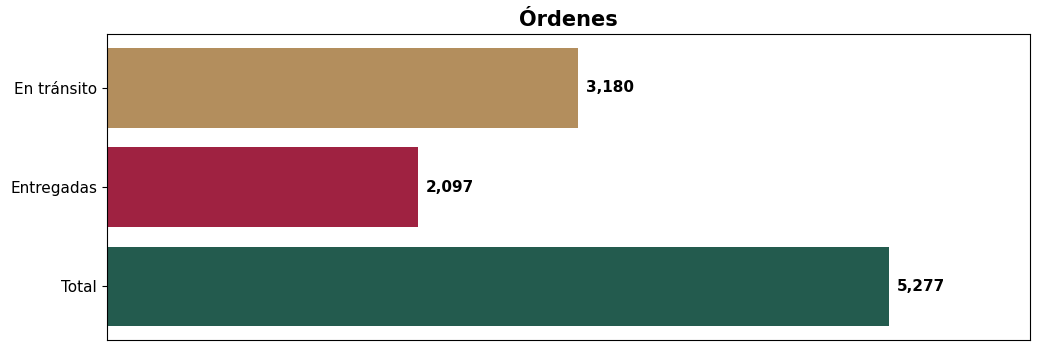 Órdenes
En tránsito 3,180
Entregadas 2,097
Total 5,277